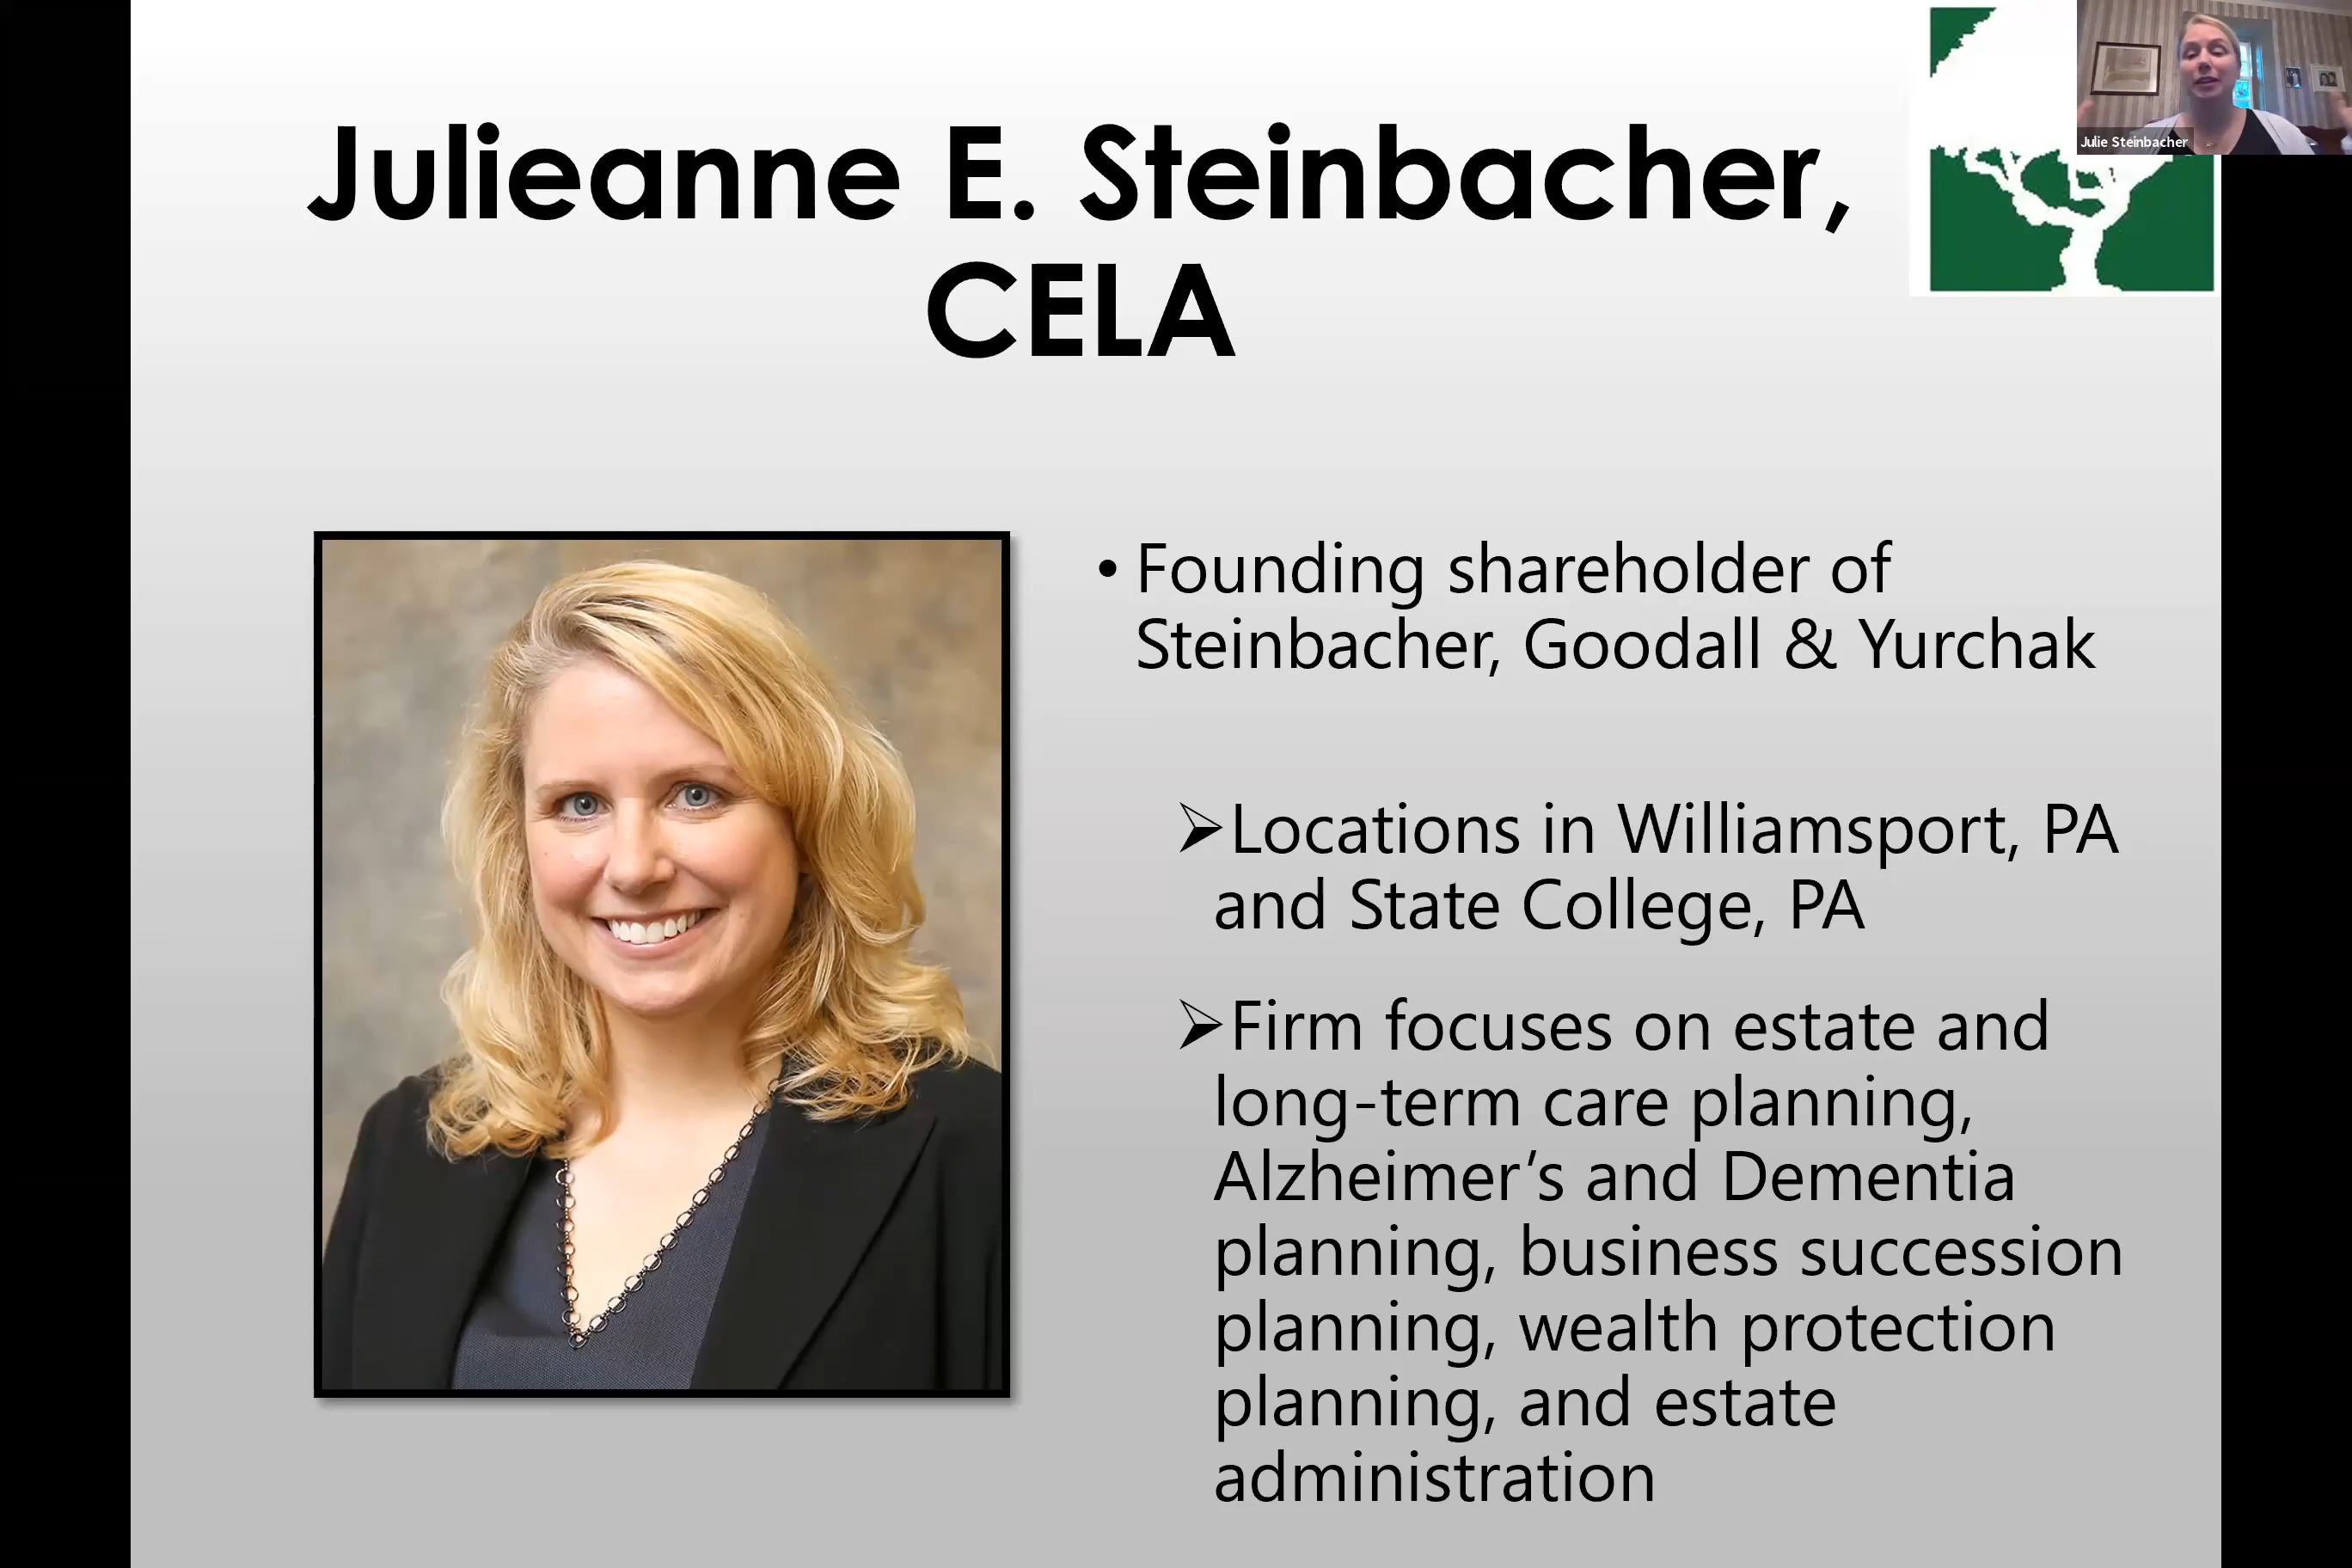 Julieanne E. Steinbacher,
CELA
Julie Steinbacher
• Founding shareholder of
Steinbacher, Goodall & Yurchak
➢Locations in Williamsport, PA
and State College, PA
➢Firm focuses on estate and
long-term care planning,
Alzheimer’s and Dementia
planning, business succession
planning, wealth protection
planning, and estate
administration